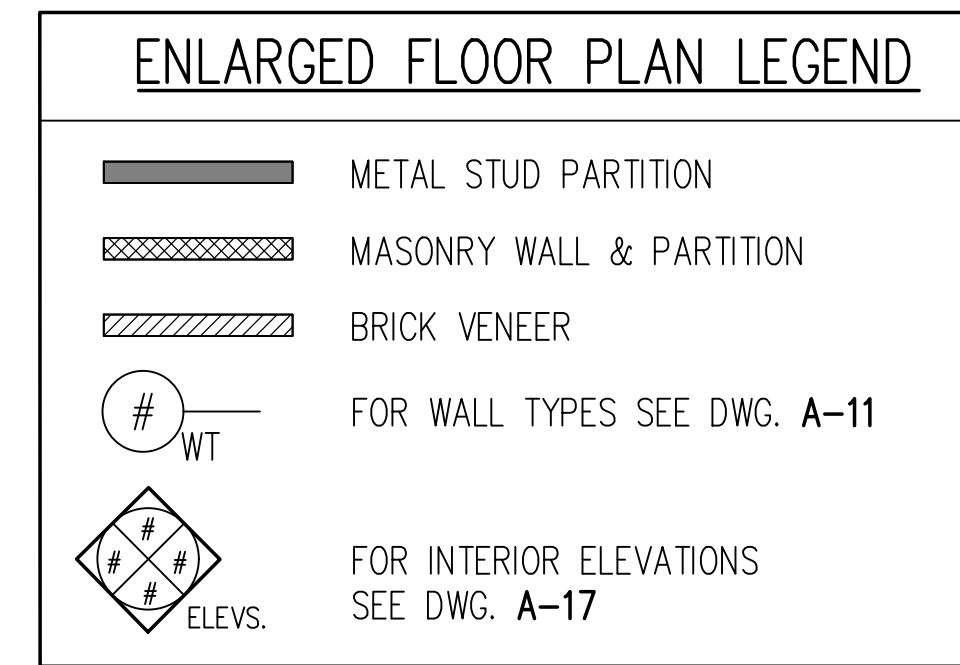 ENLARGED FLOOR PLAN LEGEND
METAL STUD PARTITION
MASONRY WALL & PARTITION
BRICK VENEER
# WT FOR WALL TYPES SEE DWG. A-11
#
# #
#
ELEVS.
FOR INTERIOR ELEVATIONS
SEE DWG. A-17